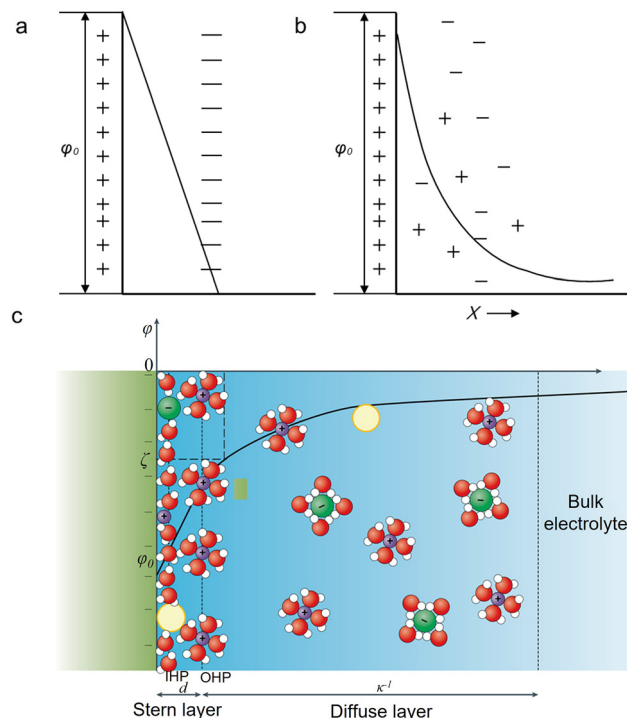 a
b
φ₀
φ₀
X
c
φ
0
ζ
φ₀
Bulk
electrolyte
IHP OHP
d
κ⁻¹
Stern layer
Diffuse layer